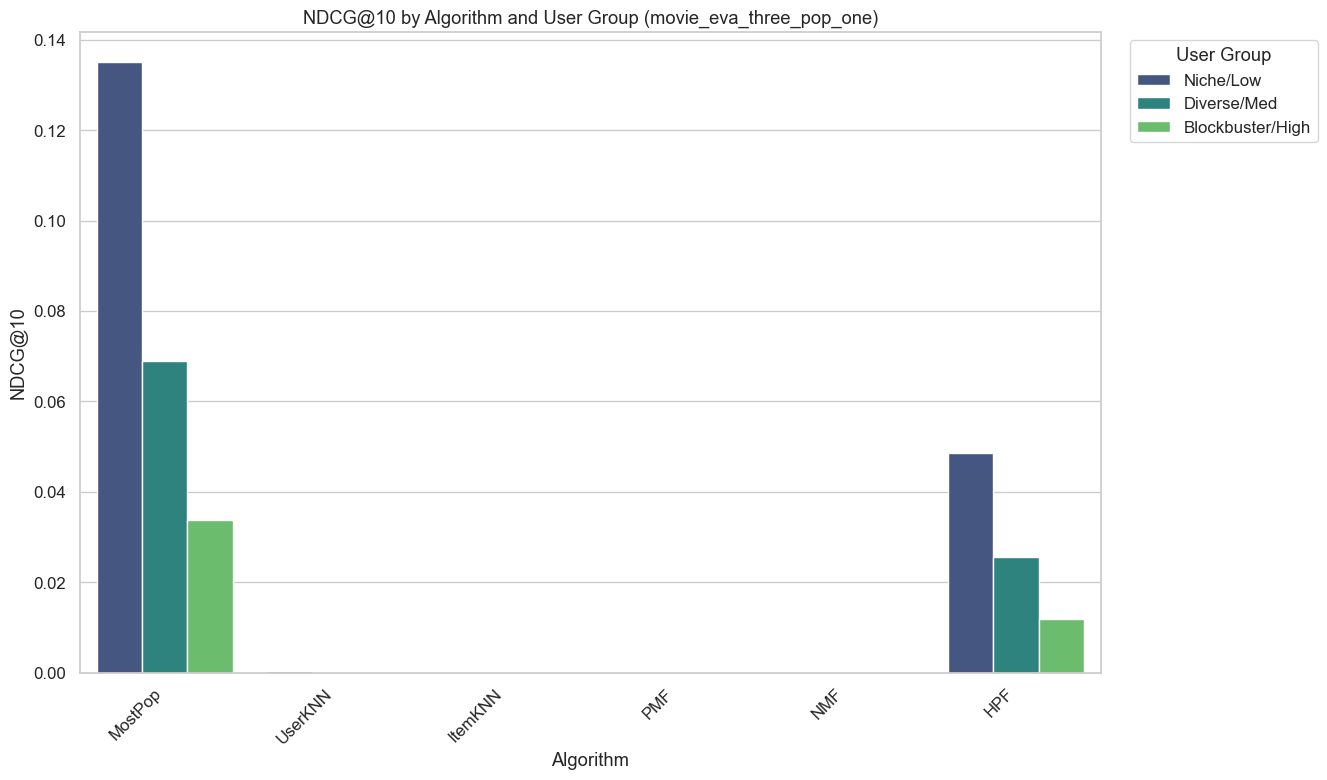 NDCG@10 by Algorithm and User Group (movie_eva_three_pop_one)
User Group
Niche/Low
Diverse/Med
Blockbuster/High
NDCG@10
0.14
0.12
0.10
0.08
0.06
0.04
0.02
0.00
MostPop
UserKNN
ItemKNN
PMF
NMF
HPF
Algorithm